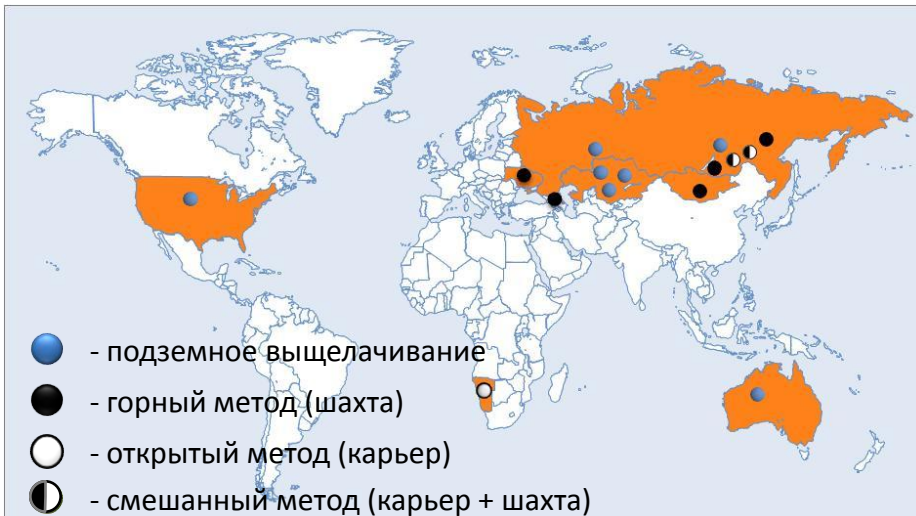 - подземное выщелачивание
- горный метод (шахта)
- открытый метод (карьер)
- смешанный метод (карьер + шахта)